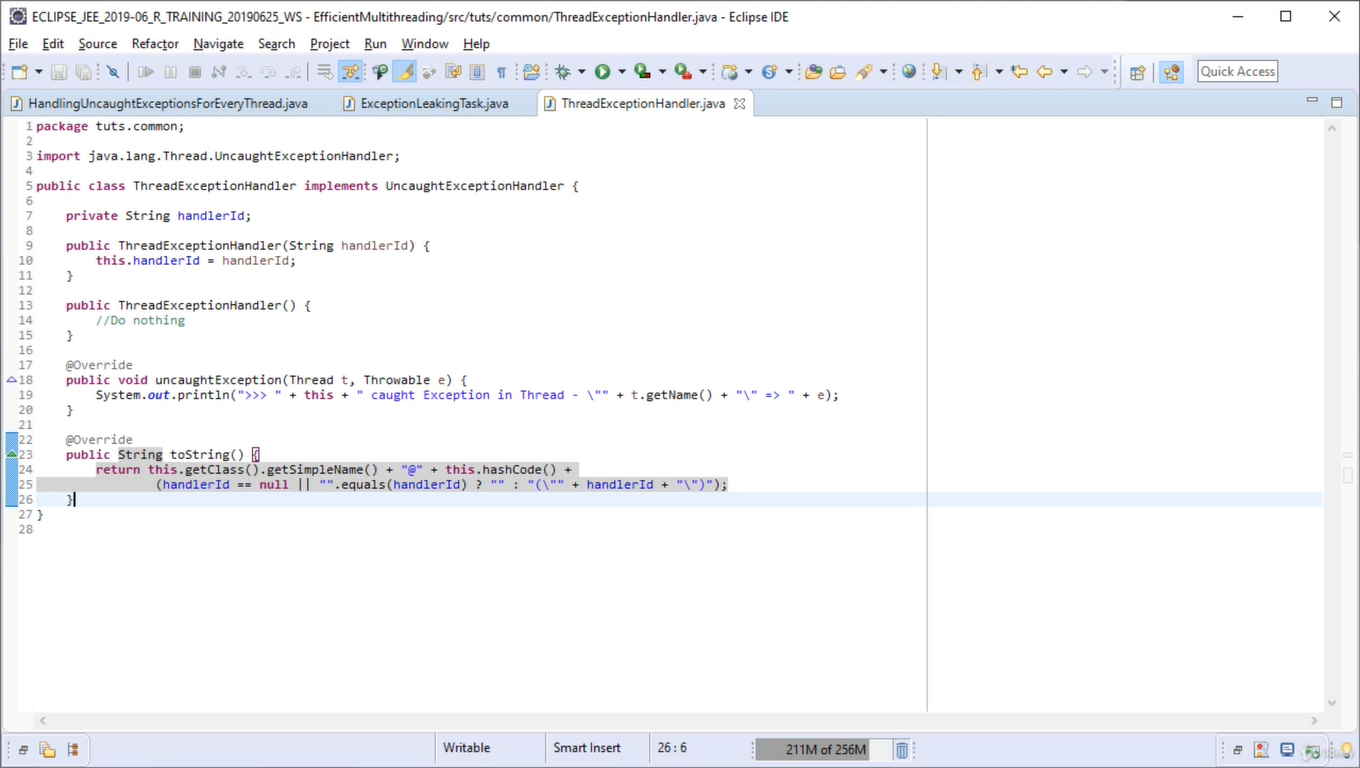 ECLIPSE_JEE_2019-06_R_TRAINING_20190625_WS - EfficientMultithreading/src/tuts/common/ThreadExceptionHandler.java - Eclipse IDE
File Edit Source Refactor Navigate Search Project Run Window Help
Quick Access
HandlingUncaughtExceptionsForEveryThread.java ExceptionLeakingTask.java ThreadExceptionHandler.java
1 package tuts.common;
2
3 import java.lang.Thread.UncaughtExceptionHandler;
4
5 public class ThreadExceptionHandler implements UncaughtExceptionHandler {
6
7 private String handlerId;
8
9 public ThreadExceptionHandler(String handlerId) {
10 this.handlerId = handlerId;
11 }
12
13 public ThreadExceptionHandler() {
14 //Do nothing
15 }
16
17 @Override
18 public void uncaughtException(Thread t, Throwable e) {
19 System.out.println(">>> " + this + " caught Exception in Thread - \"" + t.getName() + "\" => " + e);
20 }
21
22 @Override
23 public String toString() {
24 return this.getClass().getSimpleName() + "@" + this.hashCode() +
25 (handlerId == null || "".equals(handlerId) ? "" : "(\"" + handlerId + "\")");
26 }
27 }
28
Writable Smart Insert 26 : 6 211M of 256M